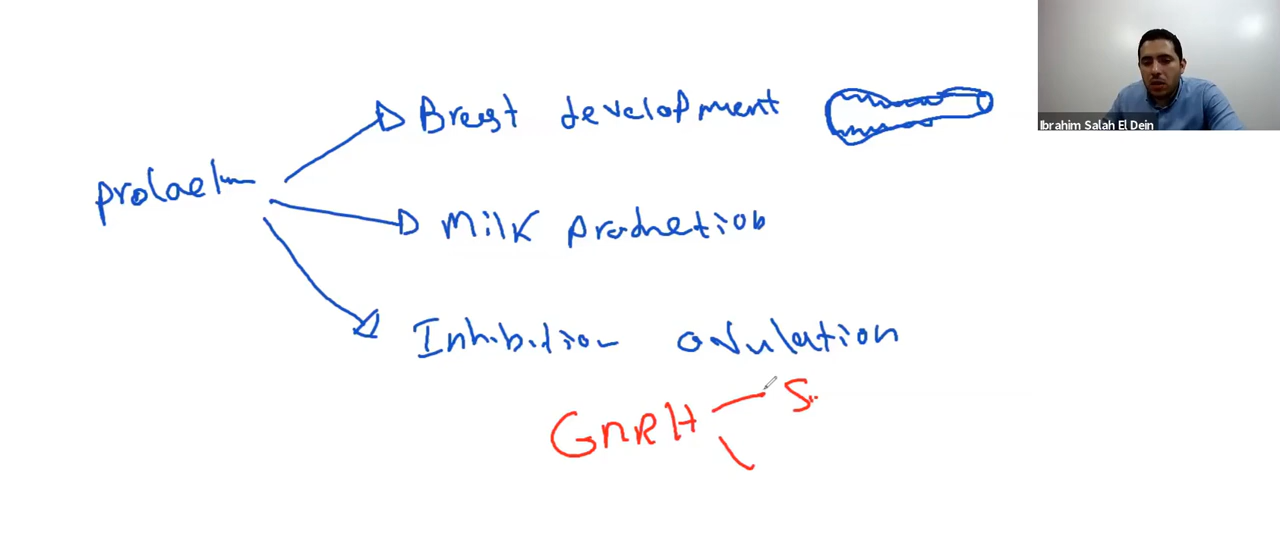 Breast development
prolactin
Milk production
Inhibition ovulation
GnRH S
Ibrahim Salah El Dein